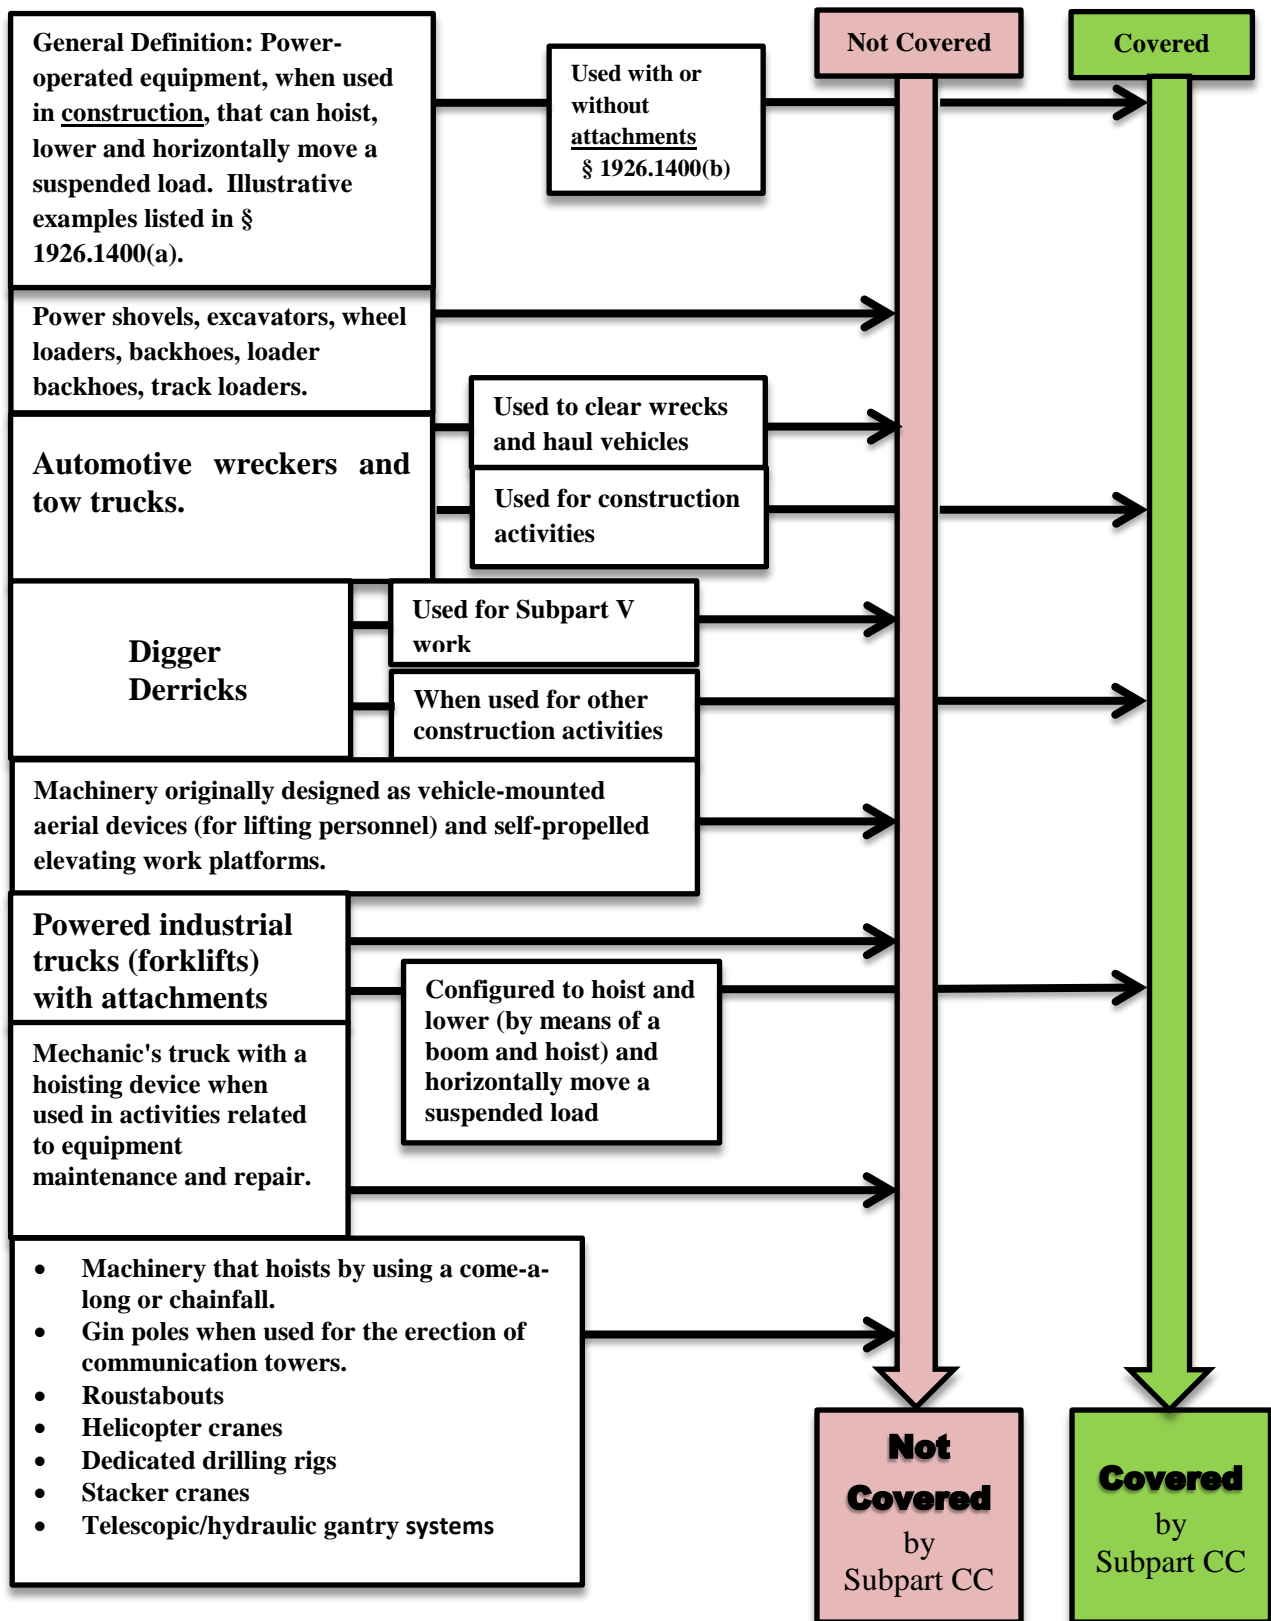 General Definition: Power-
operated equipment, when used
in construction, that can hoist,
lower and horizontally move a
suspended load. Illustrative
examples listed in §
1926.1400(a).
Used with or
without
attachments
§ 1926.1400(b)
Not Covered
Covered
Power shovels, excavators, wheel
loaders, backhoes, loader
backhoes, track loaders.
Automotive wreckers and
tow trucks.
Used to clear wrecks
and haul vehicles
Used for construction
activities
Digger
Derricks
Used for Subpart V
work
When used for other
construction activities
Machinery originally designed as vehicle-mounted
aerial devices (for lifting personnel) and self-propelled
elevating work platforms.
Powered industrial
trucks (forklifts)
with attachments
Configured to hoist and
lower (by means of a
boom and hoist) and
horizontally move a
suspended load
Mechanic's truck with a
hoisting device when
used in activities related
to equipment
maintenance and repair.
• Machinery that hoists by using a come-a-
long or chainfall.
• Gin poles when used for the erection of
communication towers.
• Roustabouts
• Helicopter cranes
• Dedicated drilling rigs
• Stacker cranes
• Telescopic/hydraulic gantry systems
Not
Covered
by
Subpart CC
Covered
by
Subpart CC